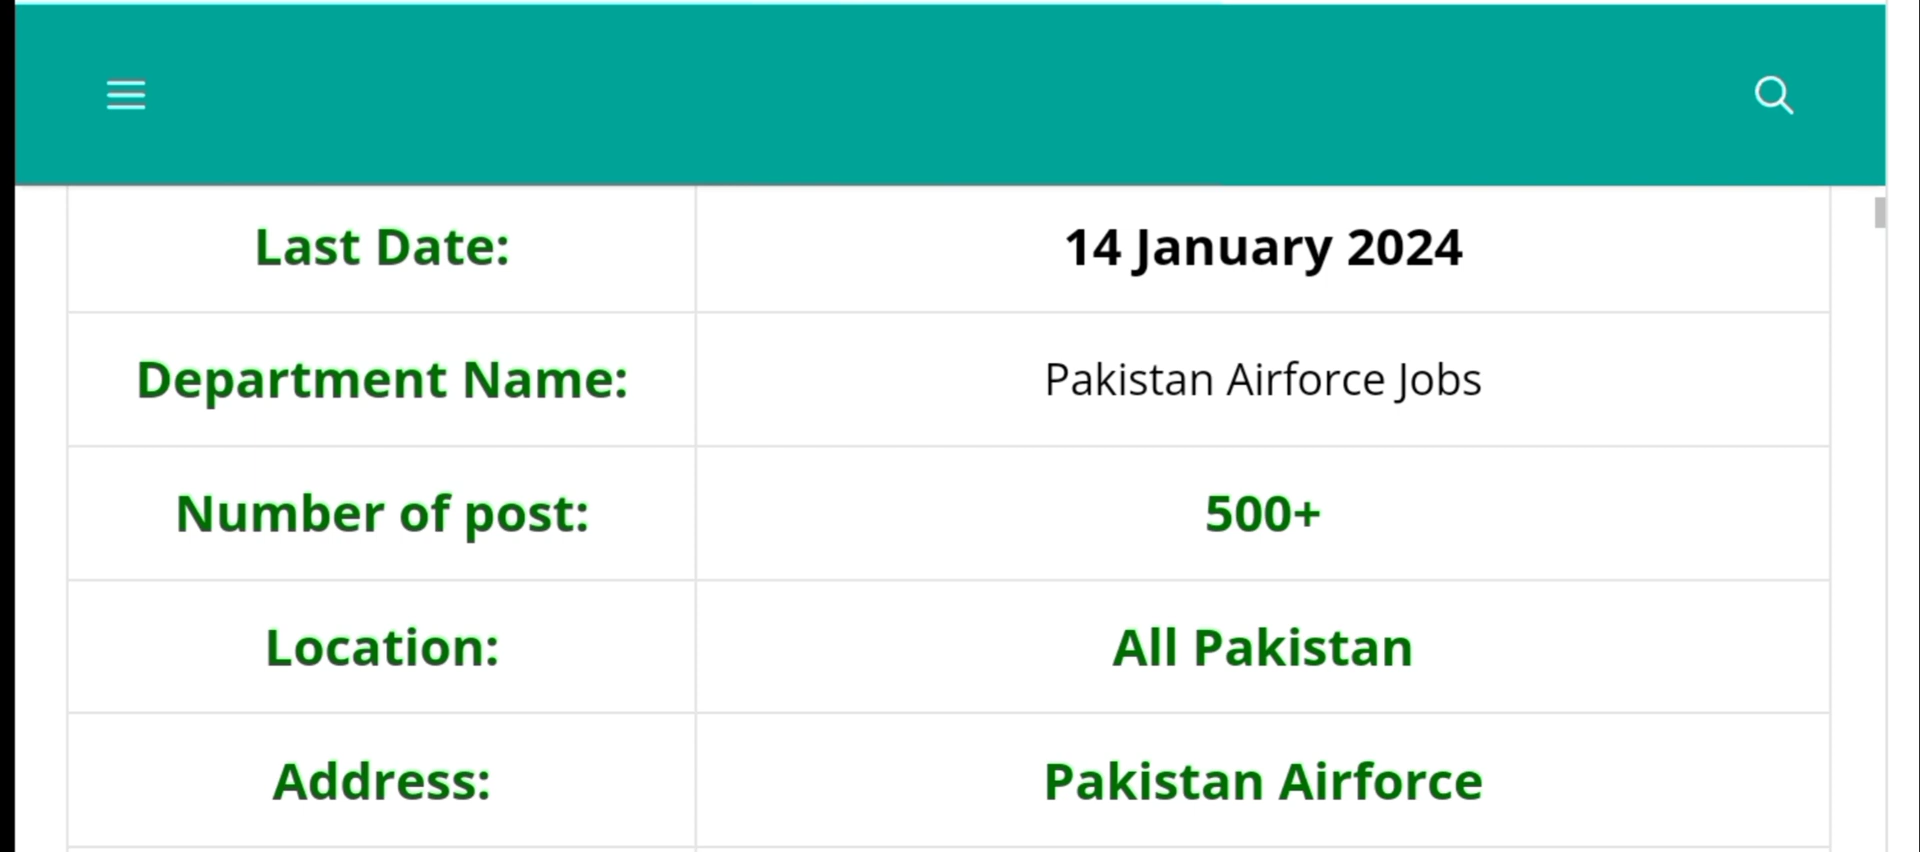 Last Date: 14 January 2024
Department Name: Pakistan Airforce Jobs
Number of post: 500+
Location: All Pakistan
Address: Pakistan Airforce